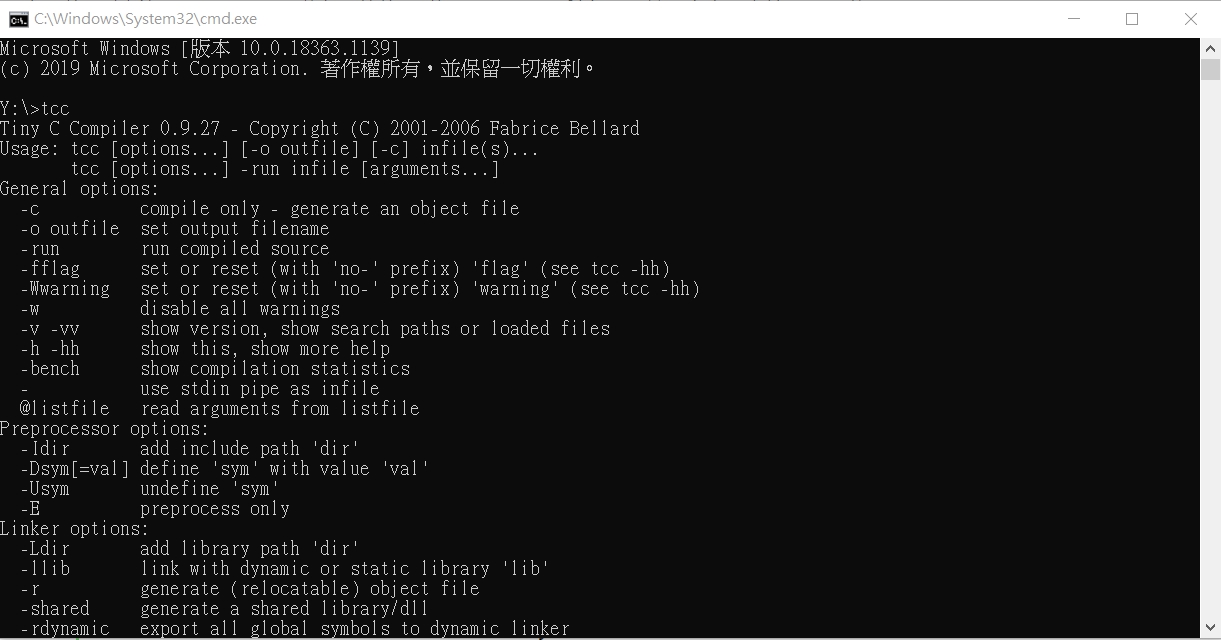 C:\Windows\System32\cmd.exe
Microsoft Windows [版本 10.0.18363.1139]
(c) 2019 Microsoft Corporation. 著作權所有，並保留一切權利。
Y:\>tcc
Tiny C Compiler 0.9.27 - Copyright (C) 2001-2006 Fabrice Bellard
Usage: tcc [options...] [-o outfile] [-c] infile(s)...
       tcc [options...] -run infile [arguments...]
General options:
  -c          compile only - generate an object file
  -o outfile  set output filename
  -run        run compiled source
  -fflag      set or reset (with 'no-' prefix) 'flag' (see tcc -hh)
  -Wwarning   set or reset (with 'no-' prefix) 'warning' (see tcc -hh)
  -w          disable all warnings
  -v -vv      show version, show search paths or loaded files
  -h -hh      show this, show more help
  -bench      show compilation statistics
  -           use stdin pipe as infile
  @listfile   read arguments from listfile
Preprocessor options:
  -Idir       add include path 'dir'
  -Dsym[=val] define 'sym' with value 'val'
  -Usym       undefine 'sym'
  -E          preprocess only
Linker options:
  -Ldir       add library path 'dir'
  -llib       link with dynamic or static library 'lib'
  -r          generate (relocatable) object file
  -shared     generate a shared library/dll
  -rdynamic   export all global symbols to dynamic linker